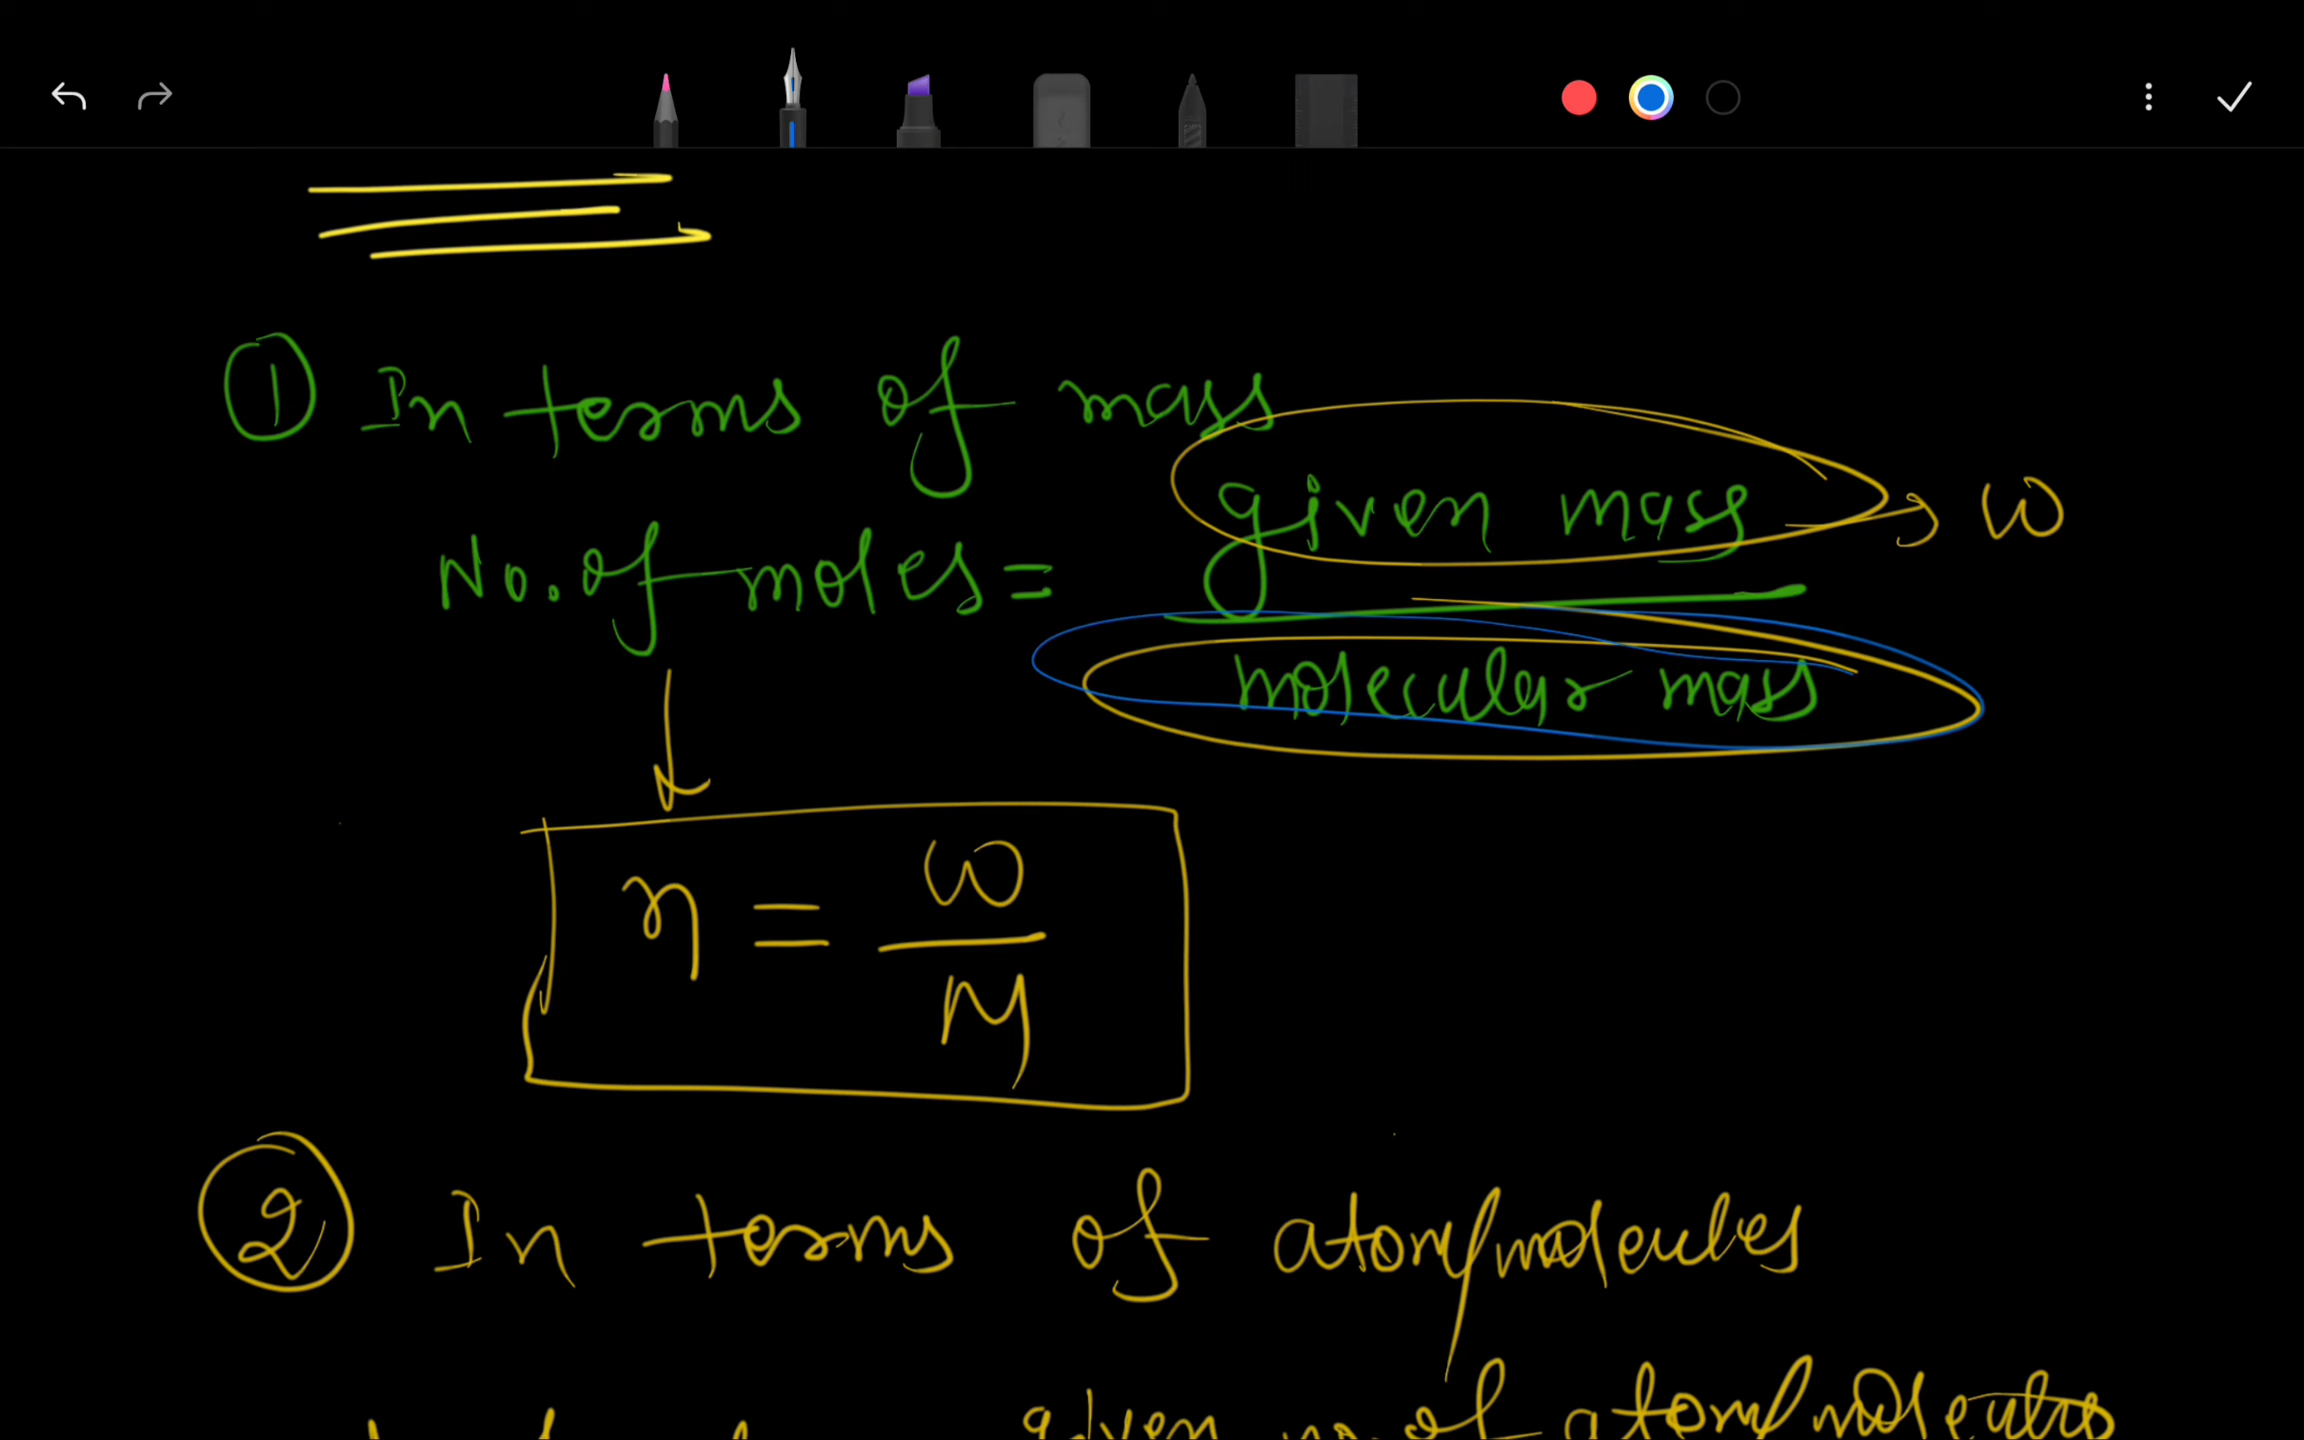 ① In terms of mass
No. of moles = given mass → w
molecular mass
n = w
M
② In terms of atom/molecules
given no. of atom/molecules